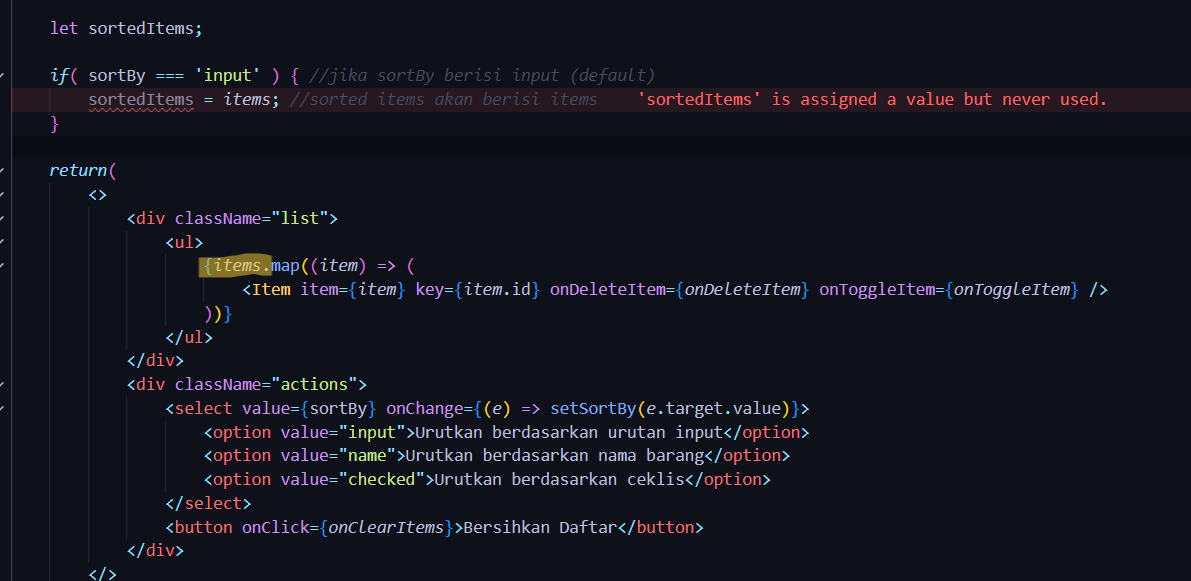 let sortedItems;
if( sortBy === 'input' ) { //jika sortBy berisi input (default)
sortedItems = items; //sorted items akan berisi items 'sortedItems' is assigned a value but never used.
}
return(
<>
<div className="list">
<ul>
{items.map((item) => (
<Item item={item} key={item.id} onDeleteItem={onDeleteItem} onToggleItem={onToggleItem} />
))}
</ul>
</div>
<div className="actions">
<select value={sortBy} onChange={(e) => setSortBy(e.target.value)}>
<option value="input">Urutkan berdasarkan urutan input</option>
<option value="name">Urutkan berdasarkan nama barang</option>
<option value="checked">Urutkan berdasarkan ceklis</option>
</select>
<button onClick={onClearItems}>Bersihkan Daftar</button>
</div>
</>